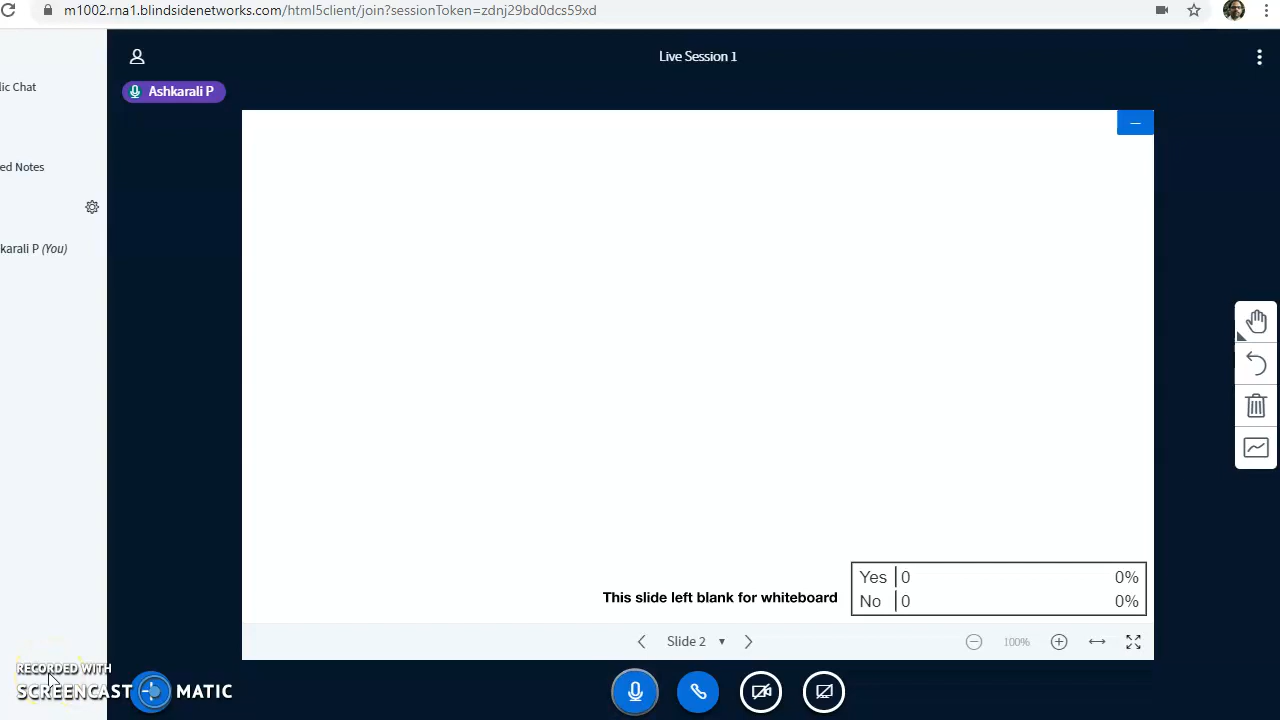 m1002.rna1.blindsidenetworks.com/html5client/join?sessionToken=zdnj29bd0dcs59xd
Live Session 1
lic Chat
Ashkarali P
ed Notes
karali P (You)
Yes 0 0%
This slide left blank for whiteboard
No 0 0%
Slide 2
100%
RECORDED WITH
SCREENCAST MATIC